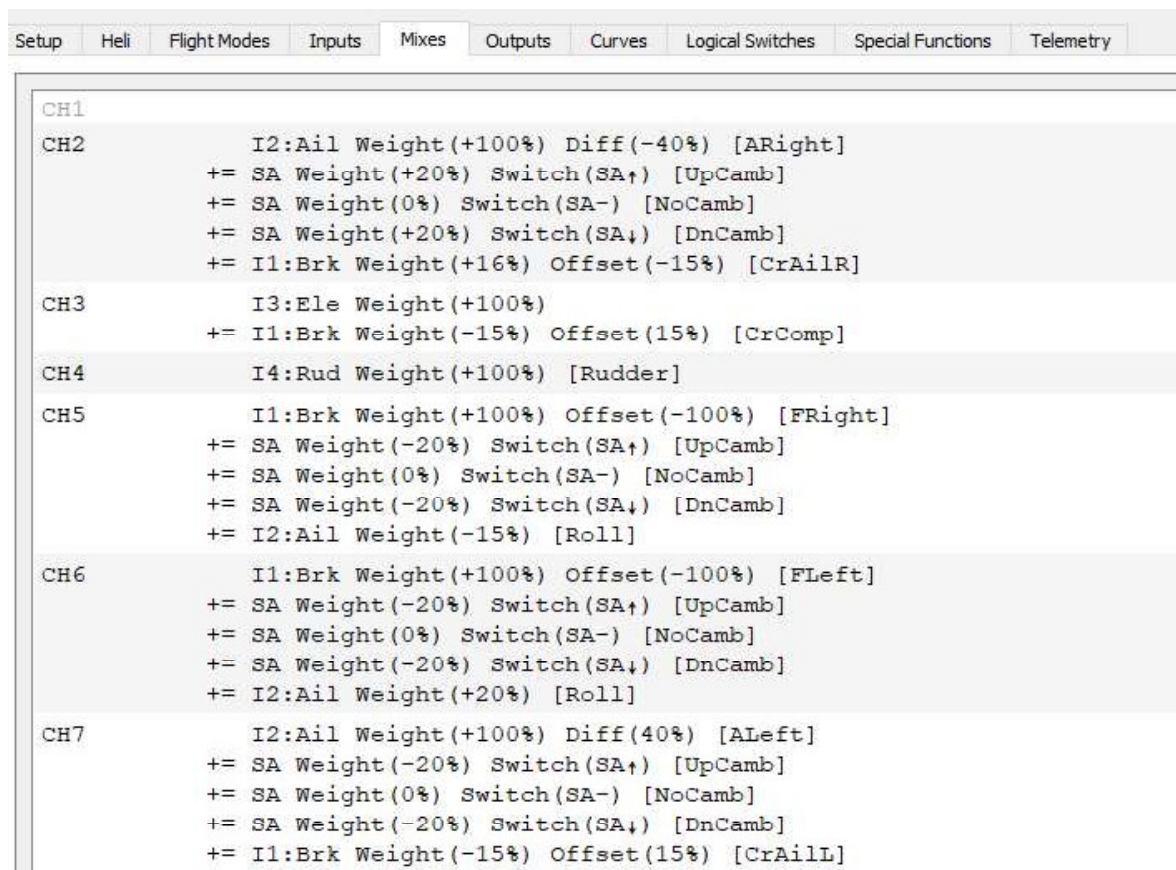 Setup Heli Flight Modes Inputs Mixes Outputs Curves Logical Switches Special Functions Telemetry
CH1
CH2 I2:Ail Weight(+100%) Diff(-40%) [ARight]
+= SA Weight(+20%) Switch(SA↑) [UpCamb]
+= SA Weight(0%) Switch(SA-) [NoCamb]
+= SA Weight(+20%) Switch(SA↓) [DnCamb]
+= I1:Brk Weight(+16%) Offset(-15%) [CrAilR]
CH3 I3:Ele Weight(+100%)
+= I1:Brk Weight(-15%) Offset(15%) [CrComp]
CH4 I4:Rud Weight(+100%) [Rudder]
CH5 I1:Brk Weight(+100%) Offset(-100%) [FRight]
+= SA Weight(-20%) Switch(SA↑) [UpCamb]
+= SA Weight(0%) Switch(SA-) [NoCamb]
+= SA Weight(-20%) Switch(SA↓) [DnCamb]
+= I2:Ail Weight(-15%) [Roll]
CH6 I1:Brk Weight(+100%) Offset(-100%) [FLeft]
+= SA Weight(-20%) Switch(SA↑) [UpCamb]
+= SA Weight(0%) Switch(SA-) [NoCamb]
+= SA Weight(-20%) Switch(SA↓) [DnCamb]
+= I2:Ail Weight(+20%) [Roll]
CH7 I2:Ail Weight(+100%) Diff(40%) [ALeft]
+= SA Weight(-20%) Switch(SA↑) [UpCamb]
+= SA Weight(0%) Switch(SA-) [NoCamb]
+= SA Weight(-20%) Switch(SA↓) [DnCamb]
+= I1:Brk Weight(-15%) Offset(15%) [CrAilL]